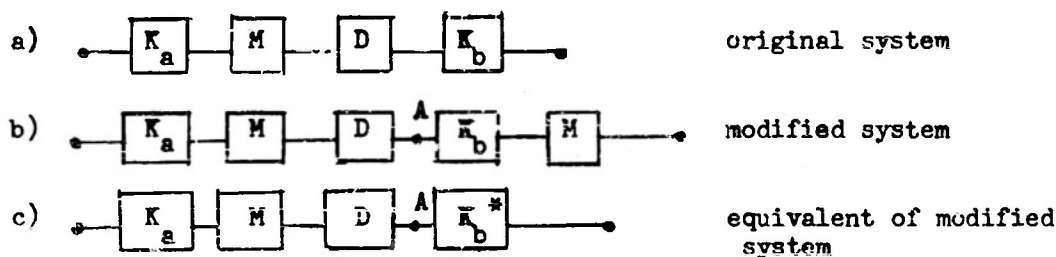 a) K a M D K b original system
A
b) K a M D K b M modified system
A
c) K a M D K b * equivalent of modified
system